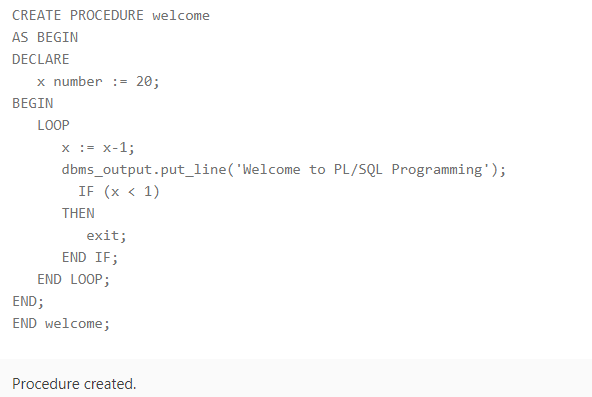 CREATE PROCEDURE welcome
AS BEGIN
DECLARE
   x number := 20;
BEGIN
   LOOP
      x := x-1;
      dbms_output.put_line('Welcome to PL/SQL Programming');
        IF (x < 1)
      THEN
         exit;
      END IF;
   END LOOP;
END;
END welcome;
Procedure created.